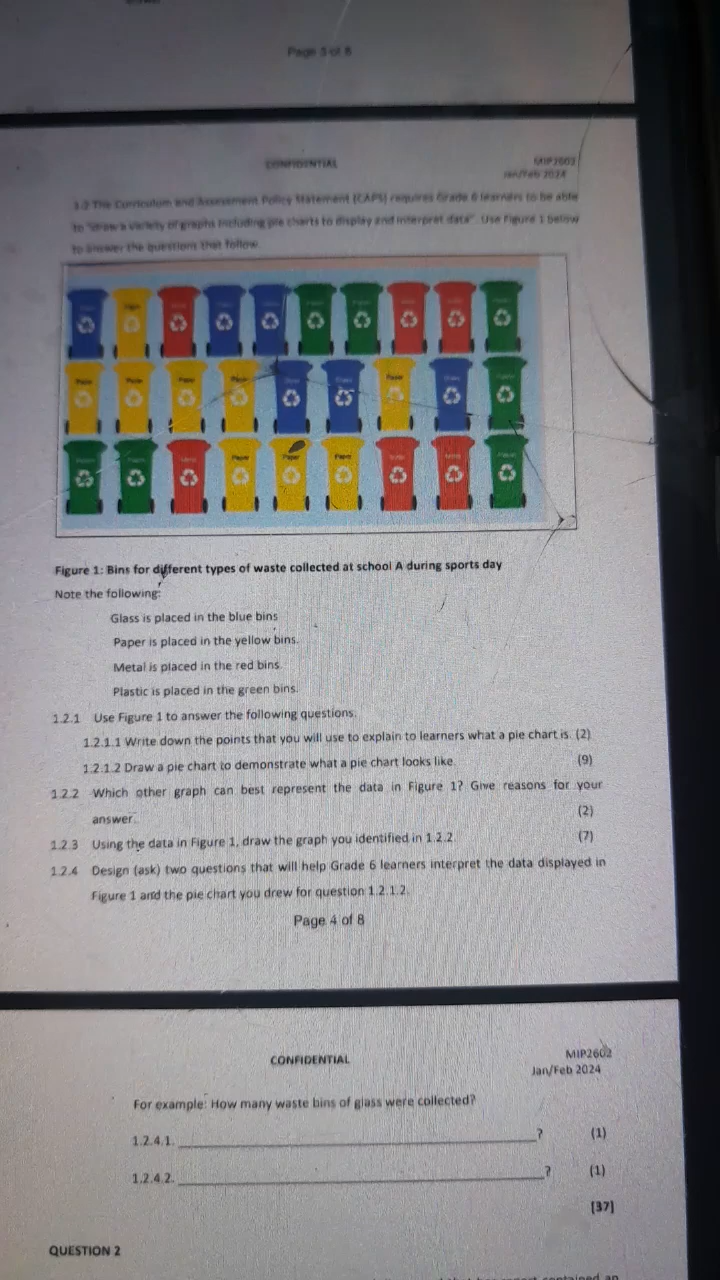 Page 3 of 8
CONFIDENTIAL
MIP2602
Jan/Feb 2024
1.2 The Curriculum and Assessment Policy Statement (CAPS) requires Grade 6 learners to be able
to "draw a variety of graphs including pie charts to display and interpret data". Use Figure 1 below
to answer the questions that follow.
Paper
Paper
Paper
Paper
Paper
Paper
Paper
Paper
Figure 1: Bins for different types of waste collected at school A during sports day
Note the following:
Glass is placed in the blue bins
Paper is placed in the yellow bins.
Metal is placed in the red bins
Plastic is placed in the green bins.
1.2.1 Use Figure 1 to answer the following questions.
1.2.1.1 Write down the points that you will use to explain to learners what a pie chart is. (2)
1.2.1.2 Draw a pie chart to demonstrate what a pie chart looks like. (9)
1.2.2 Which other graph can best represent the data in Figure 1? Give reasons for your
answer. (2)
1.2.3 Using the data in Figure 1, draw the graph you identified in 1.2.2. (7)
1.2.4 Design (ask) two questions that will help Grade 6 learners interpret the data displayed in
Figure 1 and the pie chart you drew for question 1.2.1.2.
Page 4 of 8
CONFIDENTIAL
MIP2602
Jan/Feb 2024
For example: How many waste bins of glass were collected?
1.2.4.1. ? (1)
1.2.4.2. ? (1)
[37]
QUESTION 2
contained an